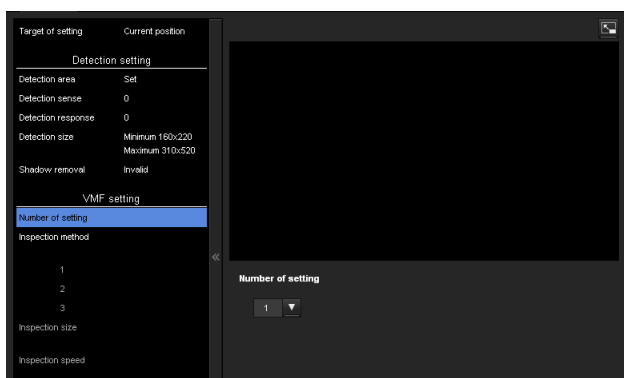 Target of setting Current position
Detection setting
Detection area Set
Detection sense 0
Detection response 0
Detection size Minimum 160x220
Maximum 310x520
Shadow removal Invalid
VMF setting
Number of setting
Inspection method
1
2
3
Inspection size
Inspection speed
«
Number of setting
1